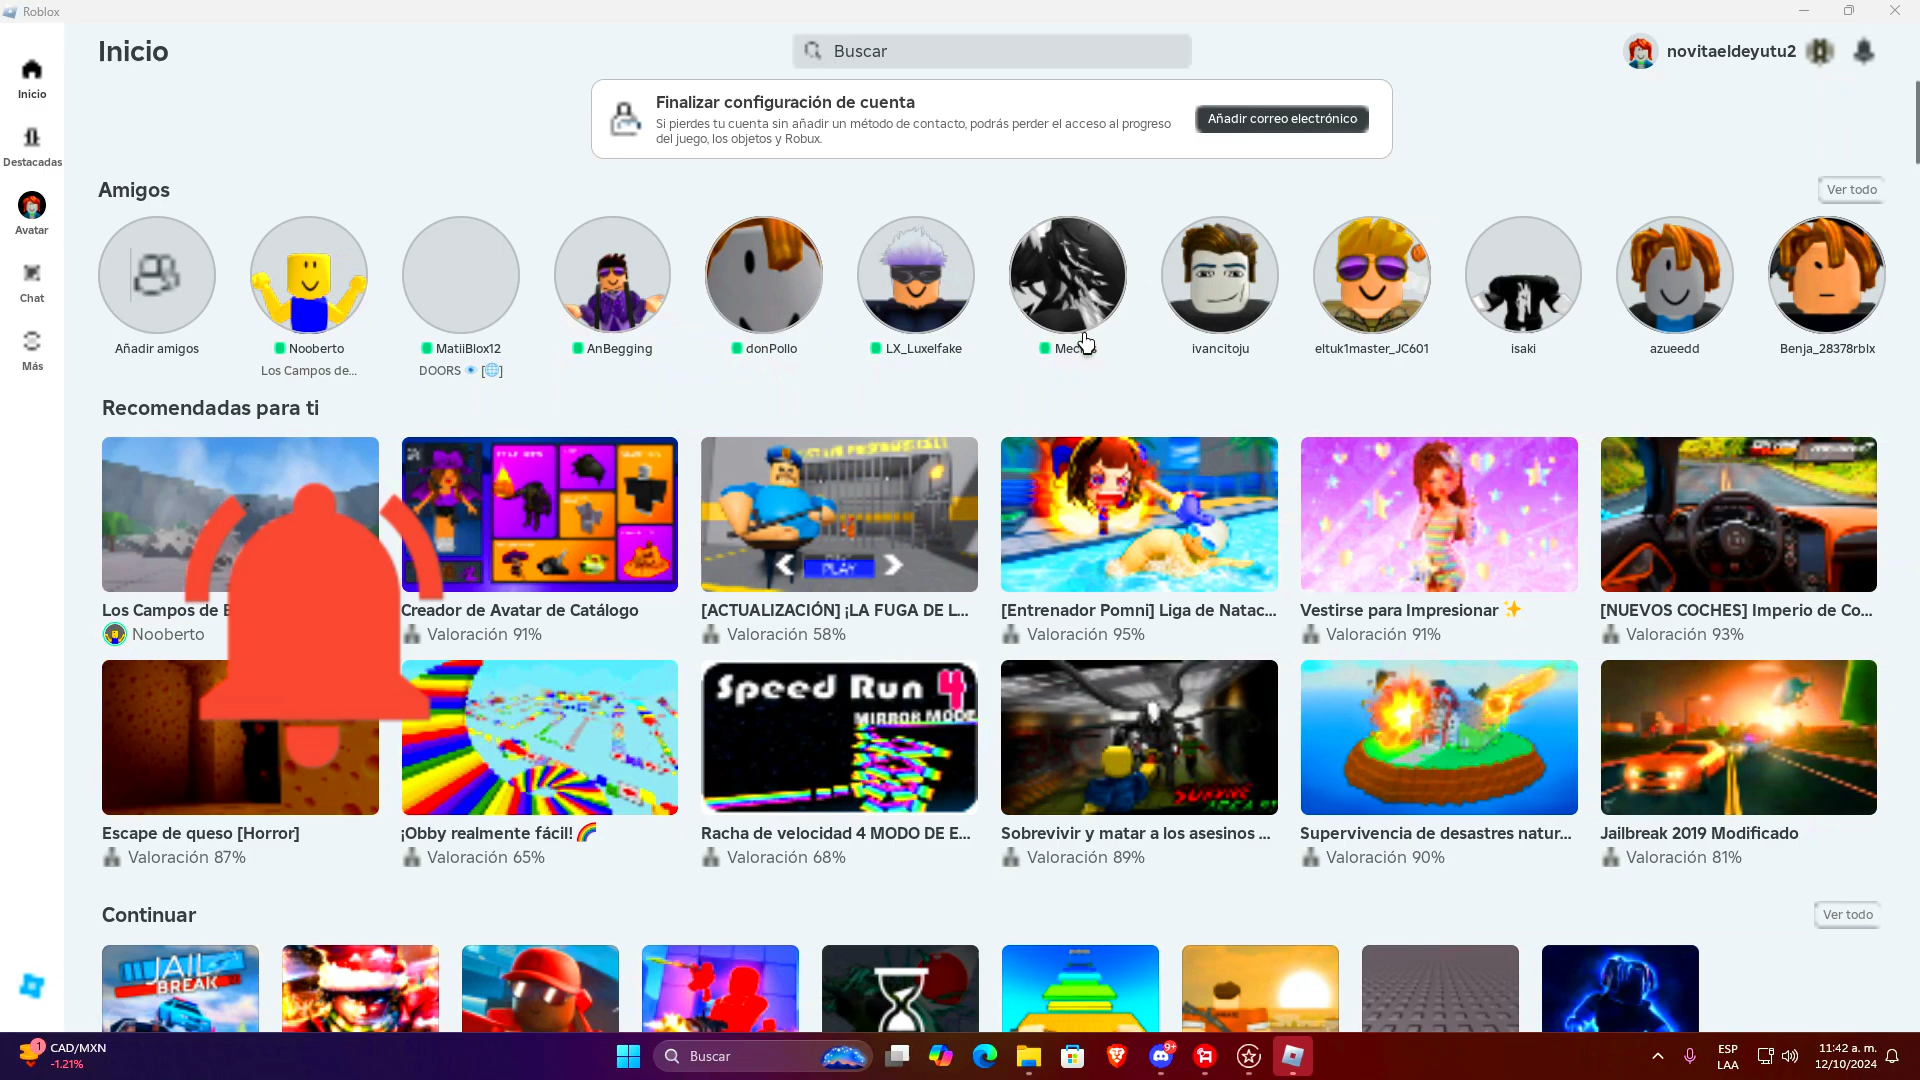 Roblox
Inicio
Buscar
novitaeldeyutu2
Inicio
Destacadas
Avatar
Chat
Más
Finalizar configuración de cuenta
Si pierdes tu cuenta sin añadir un método de contacto, podrás perder el acceso al progreso
del juego, los objetos y Robux.
Añadir correo electrónico
Amigos
Ver todo
Añadir amigos
Nooberto
MatiiBlox12
AnBegging
donPollo
LX_Luxelfake
ivancitoju
eltuk1master_JC601
isaki
azueedd
Benja_28378rblx
Los Campos de...
DOORS 👁 [🌐]
Recomendadas para ti
PLAY
Los Campos de
Creador de Avatar de Catálogo
[ACTUALIZACIÓN] ¡LA FUGA DE L...
[Entrenador Pomni] Liga de Natac...
Vestirse para Impresionar ✨
[NUEVOS COCHES] Imperio de Co...
Nooberto
Valoración 91%
Valoración 58%
Valoración 95%
Valoración 91%
Valoración 93%
Speed Run 4
MIRROR MODE
Escape de queso [Horror]
¡Obby realmente fácil! 🌈
Racha de velocidad 4 MODO DE E...
Sobrevivir y matar a los asesinos ...
Supervivencia de desastres natur...
Jailbreak 2019 Modificado
Valoración 87%
Valoración 65%
Valoración 68%
Valoración 89%
Valoración 90%
Valoración 81%
Continuar
Ver todo
JAIL
BREAK
1
CAD/MXN
-1.21%
Buscar
9+
ESP
LAA
11:42 a. m.
12/10/2024